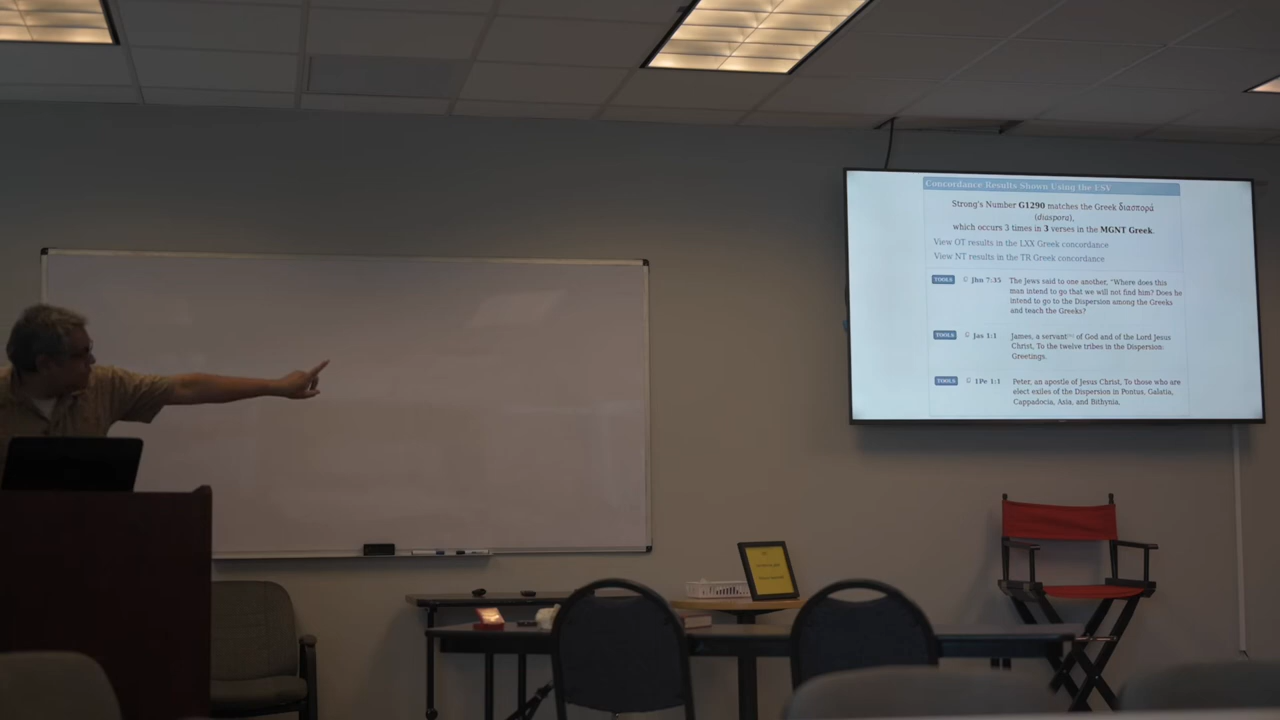 Concordance Results Shown Using the ESV
Strong's Number G1290 matches the Greek διασπορά
(diaspora),
which occurs 3 times in 3 verses in the MGNT Greek.
View OT results in the LXX Greek concordance
View NT results in the TR Greek concordance
TOOLS Jhn 7:35 The Jews said to one another, "Where does this
man intend to go that we will not find him? Does he
intend to go to the Dispersion among the Greeks
and teach the Greeks?
TOOLS Jas 1:1 James, a servant of God and of the Lord Jesus
Christ, To the twelve tribes in the Dispersion:
Greetings.
TOOLS 1Pe 1:1 Peter, an apostle of Jesus Christ, To those who are
elect exiles of the Dispersion in Pontus, Galatia,
Cappadocia, Asia, and Bithynia,